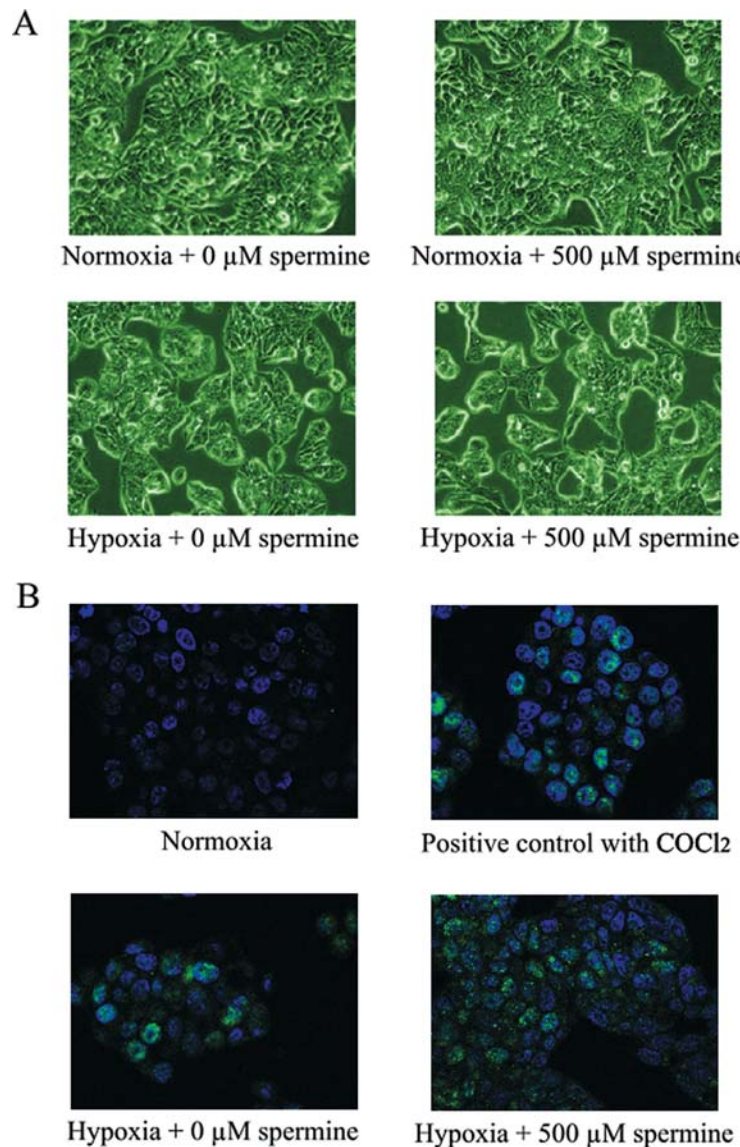 A
Normoxia + 0 µM spermine
Normoxia + 500 µM spermine
Hypoxia + 0 µM spermine
Hypoxia + 500 µM spermine
B
Normoxia
Positive control with COCl2
Hypoxia + 0 µM spermine
Hypoxia + 500 µM spermine